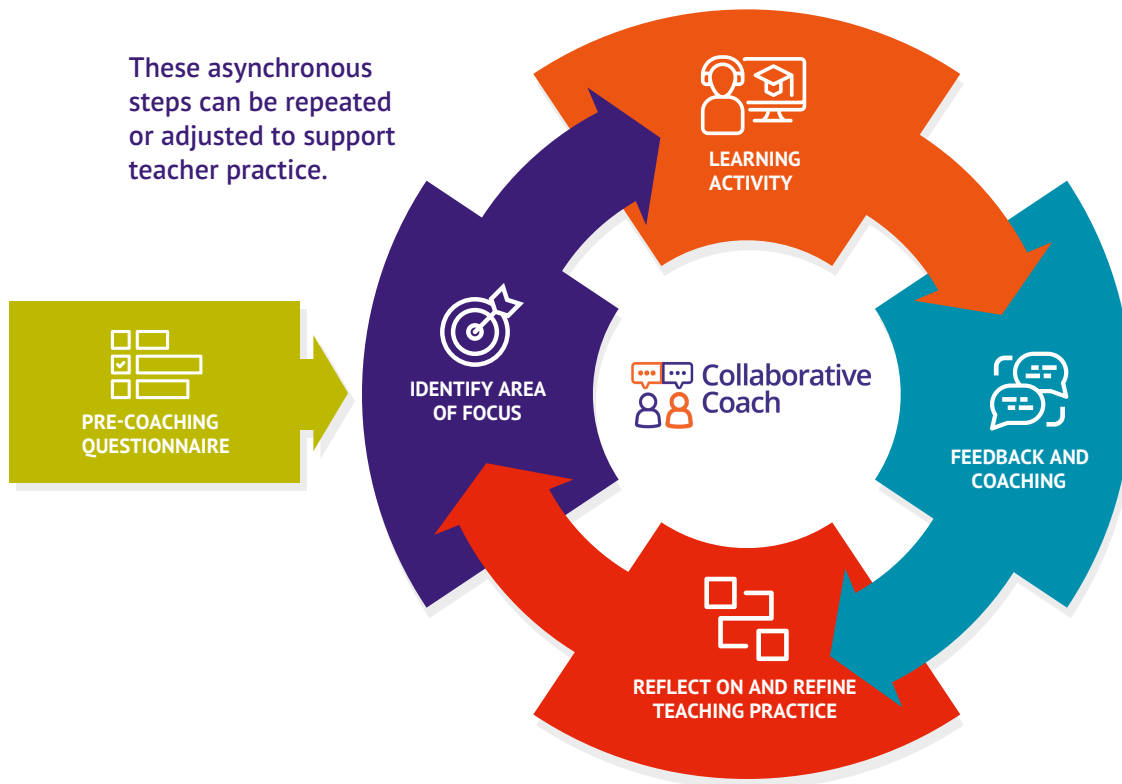 These asynchronous
steps can be repeated
or adjusted to support
teacher practice.
PRE-COACHING
QUESTIONNAIRE
IDENTIFY AREA
OF FOCUS
LEARNING
ACTIVITY
FEEDBACK AND
COACHING
REFLECT ON AND REFINE
TEACHING PRACTICE
Collaborative
Coach